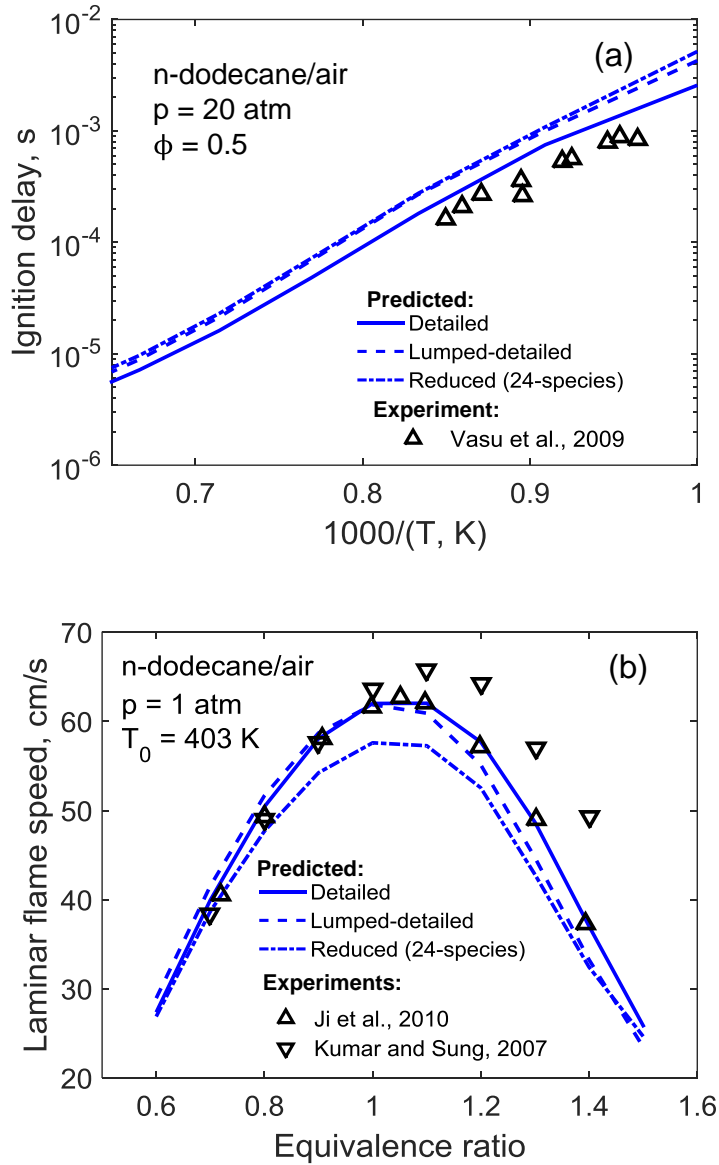 (a)
n-dodecane/air
p = 20 atm
ϕ = 0.5
Ignition delay, s
10^-2
10^-3
10^-4
10^-5
10^-6
Predicted:
Detailed
Lumped-detailed
Reduced (24-species)
Experiment:
Vasu et al., 2009
0.7 0.8 0.9 1
1000/(T, K)
(b)
n-dodecane/air
p = 1 atm
T_0 = 403 K
Laminar flame speed, cm/s
70
60
50
40
30
20
Predicted:
Detailed
Lumped-detailed
Reduced (24-species)
Experiments:
Ji et al., 2010
Kumar and Sung, 2007
0.6 0.8 1 1.2 1.4 1.6
Equivalence ratio